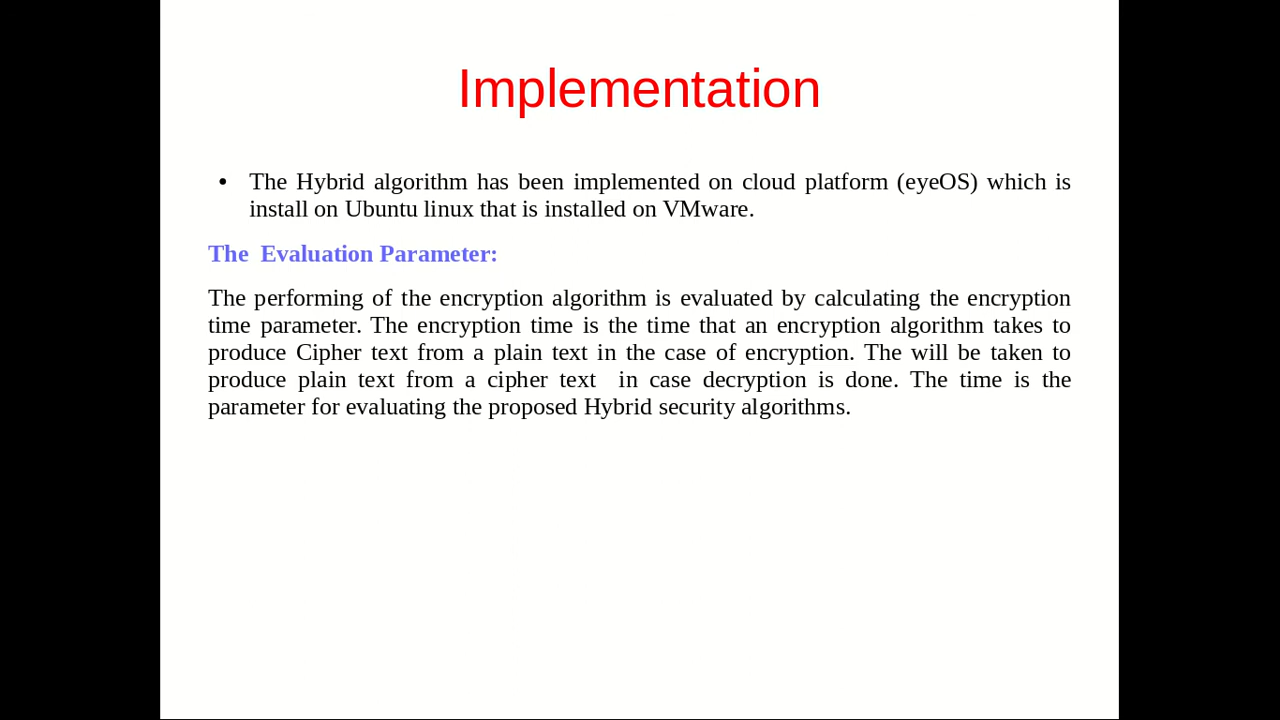 Implementation
• The Hybrid algorithm has been implemented on cloud platform (eyeOS) which is
install on Ubuntu linux that is installed on VMware.
The  Evaluation Parameter:
The performing of the encryption algorithm is evaluated by calculating the encryption
time parameter. The encryption time is the time that an encryption algorithm takes to
produce Cipher text from a plain text in the case of encryption. The will be taken to
produce plain text from a cipher text  in case decryption is done. The time is the
parameter for evaluating the proposed Hybrid security algorithms.